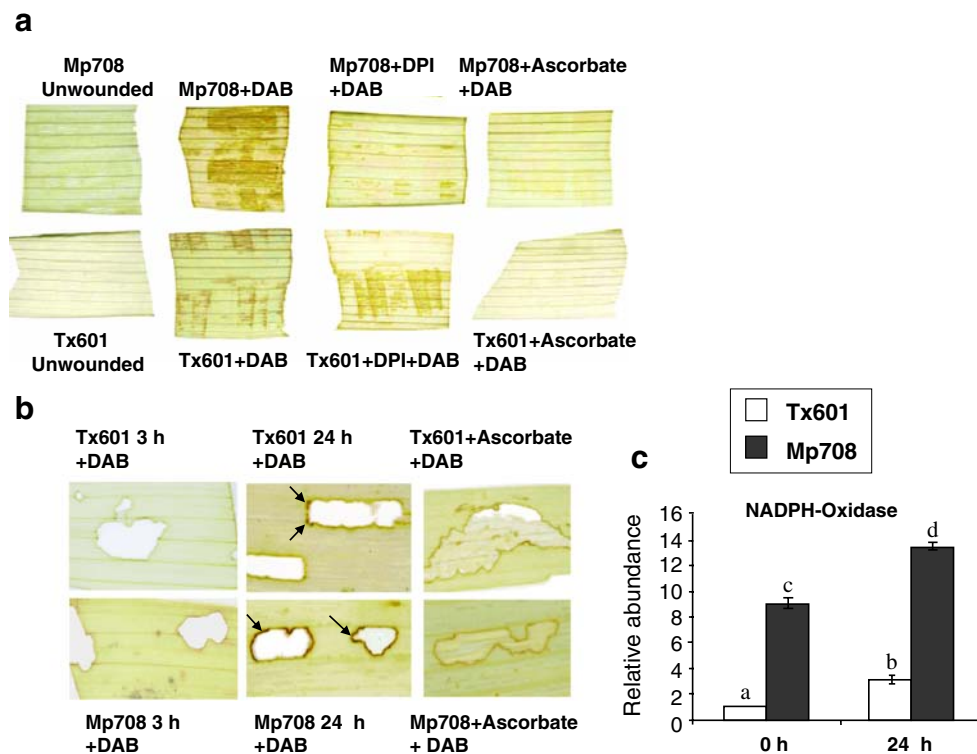 a
Mp708
Unwounded
Mp708+DAB
Mp708+DPI
+DAB
Mp708+Ascorbate
+DAB
Tx601
Unwounded
Tx601+DAB
Tx601+DPI+DAB
Tx601+Ascorbate
+DAB
b
Tx601 3 h
+DAB
Tx601 24 h
+DAB
Tx601+Ascorbate
+DAB
Mp708 3 h
+DAB
Mp708 24 h
+DAB
Mp708+Ascorbate
+ DAB
Tx601
Mp708
c
NADPH-Oxidase
Relative abundance
16
14
12
10
8
6
4
2
0
a
c
b
d
0 h
24 h